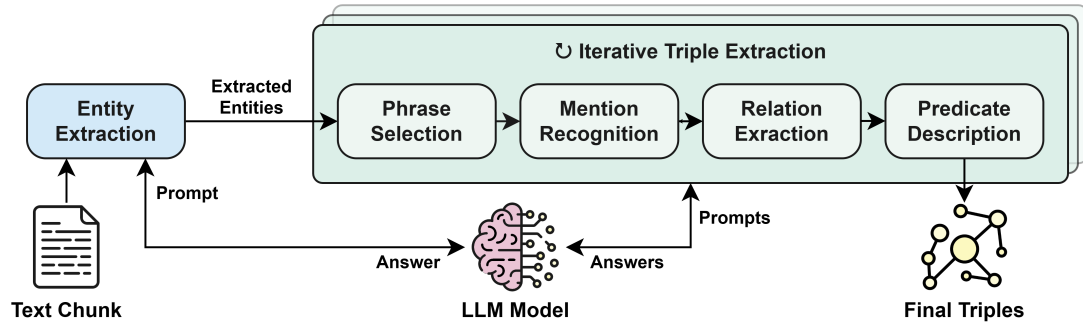 ↻ Iterative Triple Extraction
Extracted
Entities
Entity
Extraction
Phrase
Selection
Mention
Recognition
Relation
Extraction
Predicate
Description
Prompt
Prompts
Answer
Answers
Text Chunk
LLM Model
Final Triples